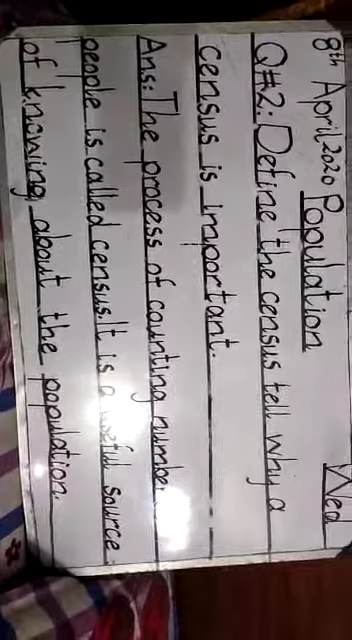 8th April 2020 Population Wed
Q#2: Define the census tell why a
census is important.
Ans: The process of counting number
people is called census. It is a useful source
of knowing about the population.